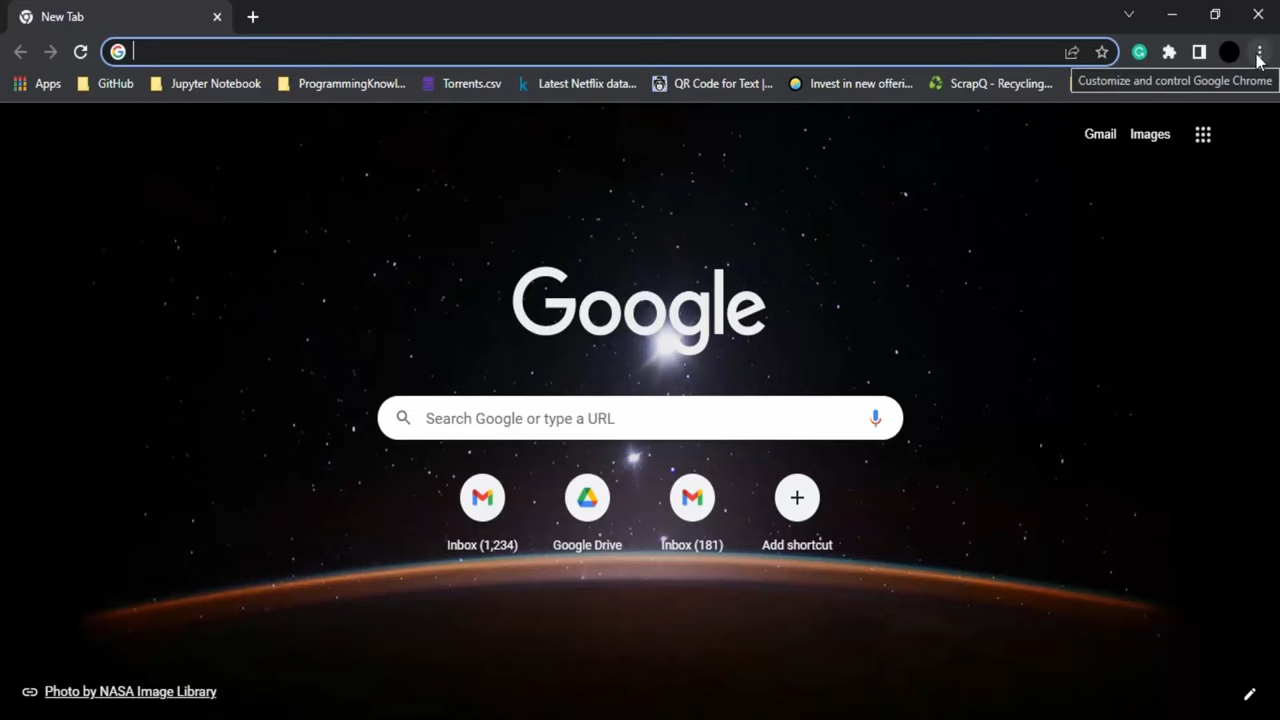 New Tab
Apps GitHub Jupyter Notebook ProgrammingKnowl... Torrents.csv Latest Netflix data... QR Code for Text |... Invest in new offeri... ScrapQ - Recycling... Customize and control Google Chrome
Gmail Images
Google
Search Google or type a URL
Inbox (1,234) Google Drive Inbox (181) Add shortcut
Photo by NASA Image Library